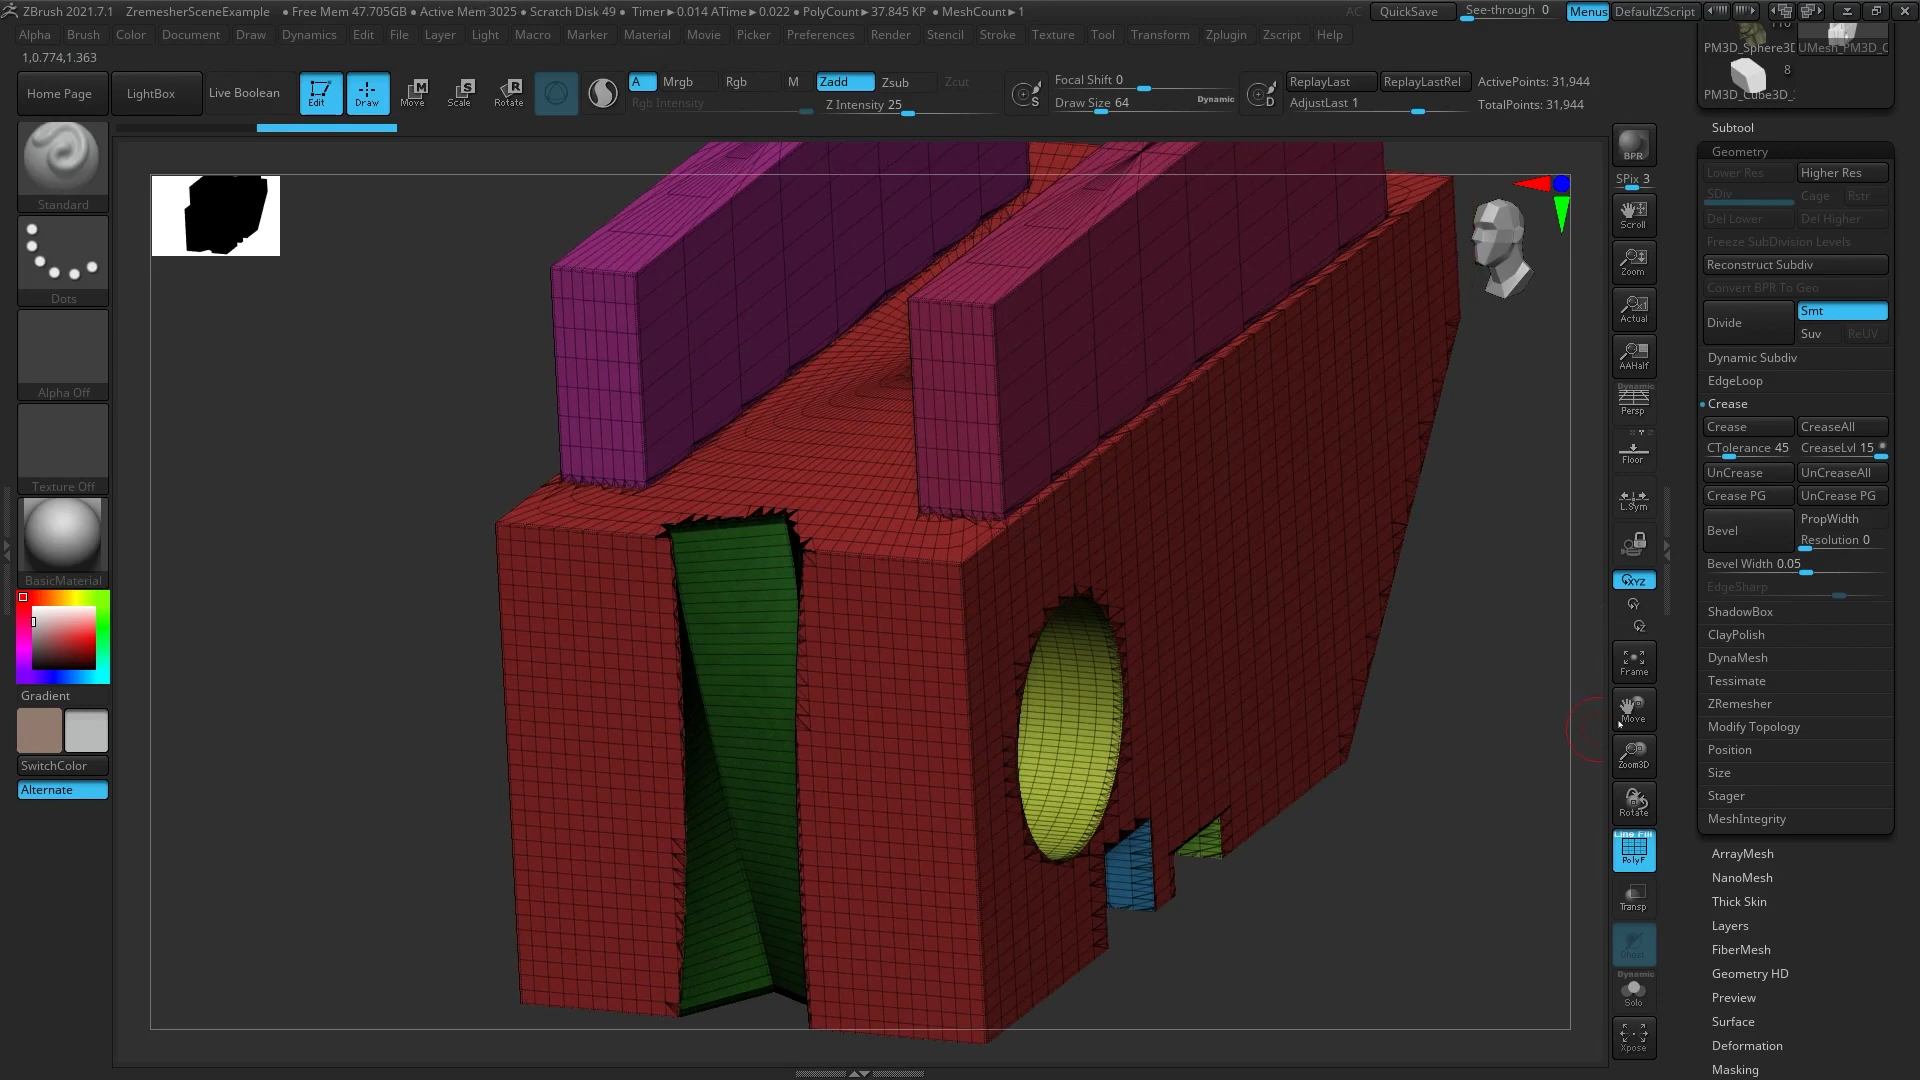 ZBrush 2021.7.1 ZremesherSceneExample • Free Mem 47.705GB • Active Mem 3025 • Scratch Disk 49 • Timer▸0.014 ATime▸0.022 • PolyCount▸37.845 KP • MeshCount▸1 AC QuickSave See-through 0 Menus DefaultZScript
Alpha Brush Color Document Draw Dynamics Edit File Layer Light Macro Marker Material Movie Picker Preferences Render Stencil Stroke Texture Tool Transform Zplugin Zscript Help
1,0.774,1.363
Home Page LightBox Live Boolean Edit Draw Move Scale Rotate
A Mrgb Rgb M Zadd Zsub Zcut
Rgb Intensity Z Intensity 25
Focal Shift 0
Draw Size 64 Dynamic
ReplayLast ReplayLastRel ActivePoints: 31,944
AdjustLast 1 TotalPoints: 31,944
Standard
Dots
Alpha Off
Texture Off
BasicMaterial
Gradient
SwitchColor
Alternate
BPR
SPix 3
Scroll
Zoom
Actual
AAHalf
Dynamic
Persp
Floor
L.Sym
XYZ
Frame
Move
Zoom3D
Rotate
Line Fill
PolyF
Transp
Ghost
Dynamic
Solo
Xpose
PM3D_Sphere3D UMesh_PM3D_C
8
PM3D_Cube3D_
Subtool
Geometry
Lower Res Higher Res
SDiv Cage Rstr
Del Lower Del Higher
Freeze SubDivision Levels
Reconstruct Subdiv
Convert BPR To Geo
Divide Smt
Suv ReUV
Dynamic Subdiv
EdgeLoop
Crease
Crease CreaseAll
CTolerance 45 CreaseLvl 15
UnCrease UnCreaseAll
Crease PG UnCrease PG
Bevel PropWidth
Resolution 0
Bevel Width 0.05
EdgeSharp
ShadowBox
ClayPolish
DynaMesh
Tessimate
ZRemesher
Modify Topology
Position
Size
Stager
MeshIntegrity
ArrayMesh
NanoMesh
Thick Skin
Layers
FiberMesh
Geometry HD
Preview
Surface
Deformation
Masking